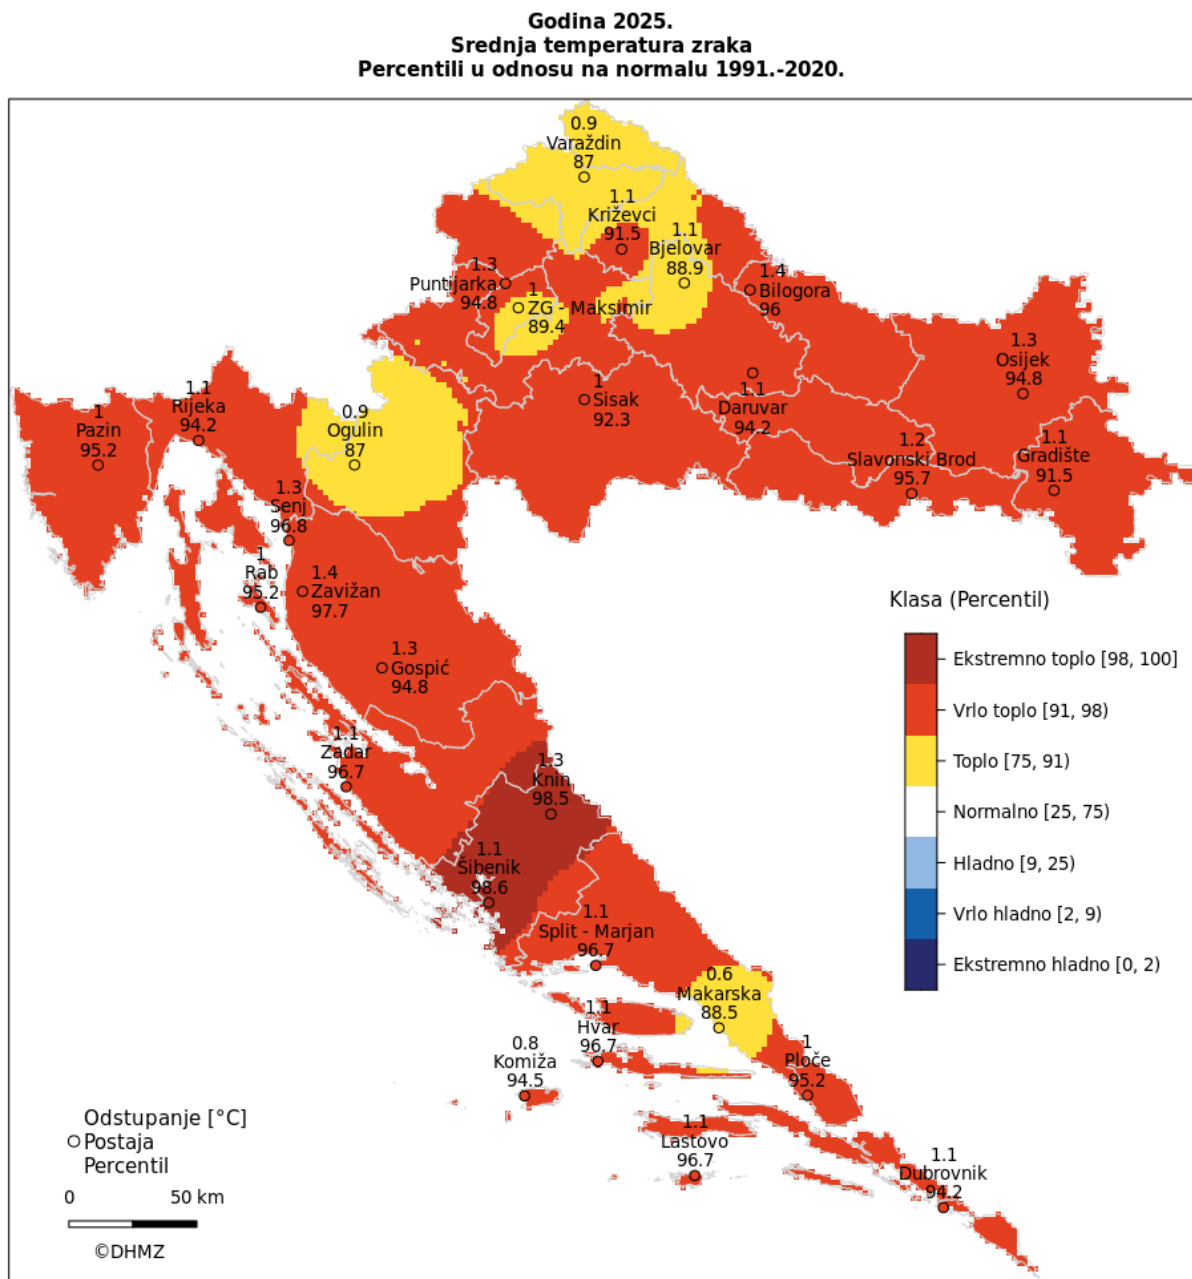 Godina 2025.
Srednja temperatura zraka
Percentili u odnosu na normalu 1991.-2020.
0.9
Varaždin
87
1.1
Križevci
91.5
1.1
Bjelovar
88.9
1.3
Puntijarka
94.8
1
ZG - Maksimir
89.4
1.4
Bilogora
96
1.3
Osijek
94.8
1
Sisak
92.3
1.1
Daruvar
94.2
1.1
Rijeka
94.2
1
Pazin
95.2
0.9
Ogulin
87
1.2
Slavonski Brod
95.7
1.1
Gradište
91.5
1.3
Senj
96.8
1
Rab
95.2
1.4
Zavižan
97.7
1.3
Gospić
94.8
1.1
Zadar
96.7
1.3
Knin
98.5
1.1
Šibenik
98.6
1.1
Split - Marjan
96.7
0.6
Makarska
88.5
1.1
Hvar
96.7
0.8
Komiža
94.5
1
Ploče
95.2
1.1
Lastovo
96.7
1.1
Dubrovnik
94.2
Klasa (Percentil)
Ekstremno toplo [98, 100]
Vrlo toplo [91, 98)
Toplo [75, 91)
Normalno [25, 75)
Hladno [9, 25)
Vrlo hladno [2, 9)
Ekstremno hladno [0, 2)
Odstupanje [°C]
Postaja
Percentil
0 50 km
©DHMZ